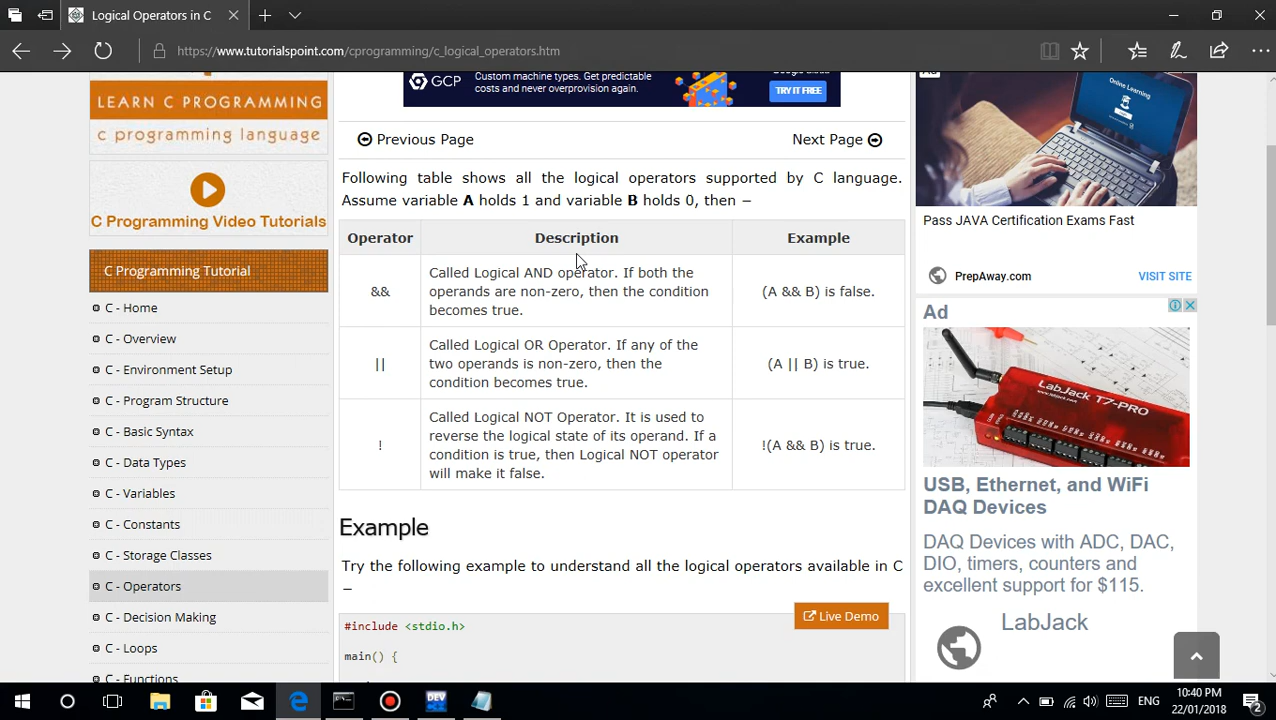 Logical Operators in C
https://www.tutorialspoint.com/cprogramming/c_logical_operators.htm
LEARN C PROGRAMMING
c programming language
C Programming Video Tutorials
C Programming Tutorial
C - Home
C - Overview
C - Environment Setup
C - Program Structure
C - Basic Syntax
C - Data Types
C - Variables
C - Constants
C - Storage Classes
C - Operators
C - Decision Making
C - Loops
C - Functions
GCP
Custom machine types. Get predictable
costs and never overprovision again.
TRY IT FREE
Previous Page
Next Page
Following table shows all the logical operators supported by C language.
Assume variable A holds 1 and variable B holds 0, then −
Operator Description Example
&&
Called Logical AND operator. If both the
operands are non-zero, then the condition
becomes true.
(A && B) is false.
||
Called Logical OR Operator. If any of the
two operands is non-zero, then the
condition becomes true.
(A || B) is true.
!
Called Logical NOT Operator. It is used to
reverse the logical state of its operand. If a
condition is true, then Logical NOT operator
will make it false.
!(A && B) is true.
Example
Try the following example to understand all the logical operators available in C
−
Live Demo
#include <stdio.h>
main() {
Ad
Online Learning
Pass JAVA Certification Exams Fast
PrepAway.com
VISIT SITE
Ad
LabJack T7-PRO
USB, Ethernet, and WiFi
DAQ Devices
DAQ Devices with ADC, DAC,
DIO, timers, counters and
excellent support for $115.
LabJack
DEV
ENG
10:40 PM
22/01/2018
2